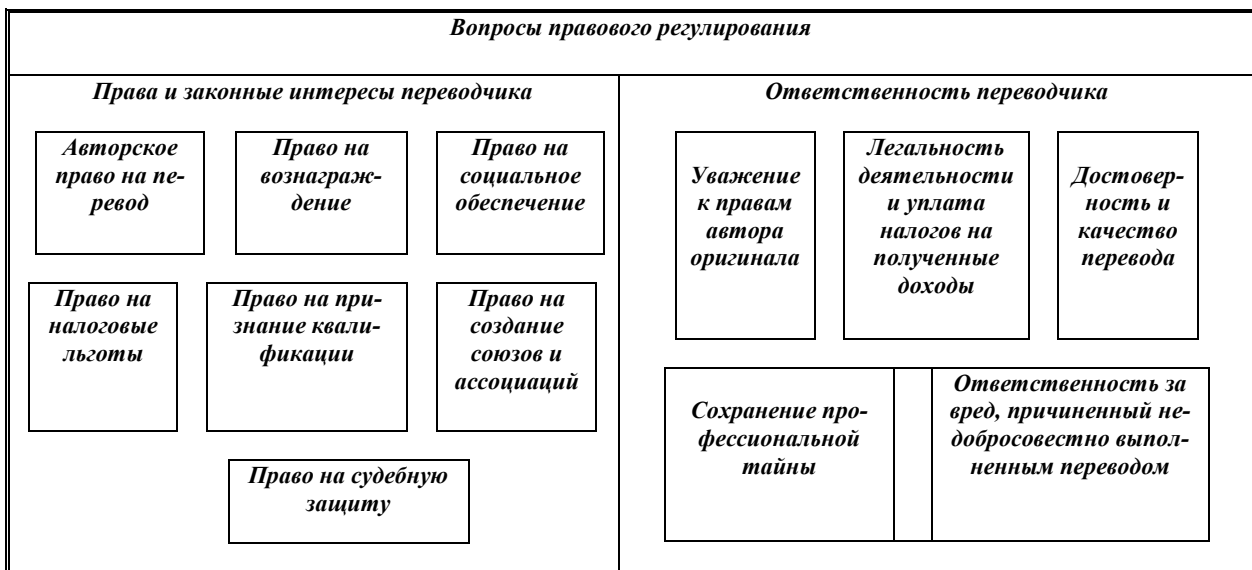 Вопросы правового регулирования
Права и законные интересы переводчика
Авторское
право на пе-
ревод
Право на
вознаграж-
дение
Право на
социальное
обеспечение
Право на
налоговые
льготы
Право на при-
знание квали-
фикации
Право на
создание
союзов и
ассоциаций
Право на судебную
защиту
Ответственность переводчика
Уважение
к правам
автора
оригинала
Легальность
деятельности
и уплата
налогов на
полученные
доходы
Достовер-
ность и
качество
перевода
Сохранение про-
фессиональной
тайны
Ответственность за
вред, причиненный не-
добросовестно выпол-
ненным переводом